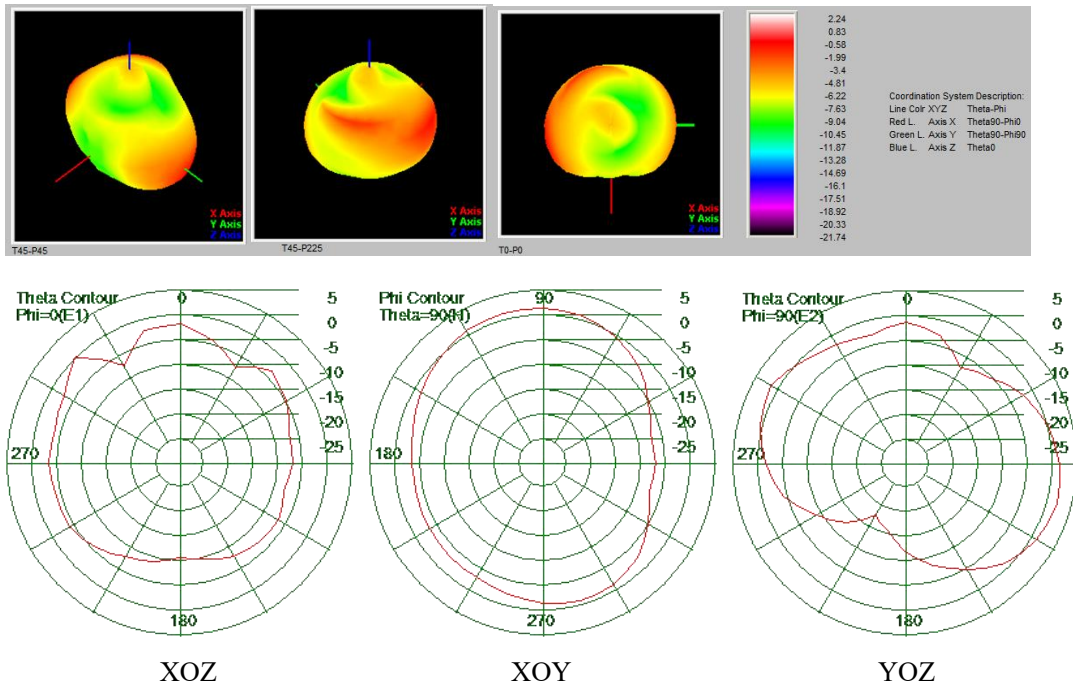 X Axis
Y Axis
Z Axis
T45-P45
X Axis
Y Axis
Z Axis
T45-P225
X Axis
Y Axis
Z Axis
T0-P0
2.24
0.83
-0.58
-1.99
-3.4
-4.81
-6.22
-7.63
-9.04
-10.45
-11.87
-13.28
-14.69
-16.1
-17.51
-18.92
-20.33
-21.74
Coordination System Description:
Line Colr XYZ Theta-Phi
Red L. Axis X Theta90-Phi0
Green L. Axis Y Theta90-Phi90
Blue L. Axis Z Theta0
Theta Contour
Phi=0(E1)
0
5
0
-5
-10
-15
-20
-25
270
180
XOZ
Phi Contour
Theta=90(H)
90
5
0
-5
-10
-15
-20
-25
180
270
XOY
Theta Contour
Phi=90(E2)
0
5
0
-5
-10
-15
-20
-25
270
180
YOZ